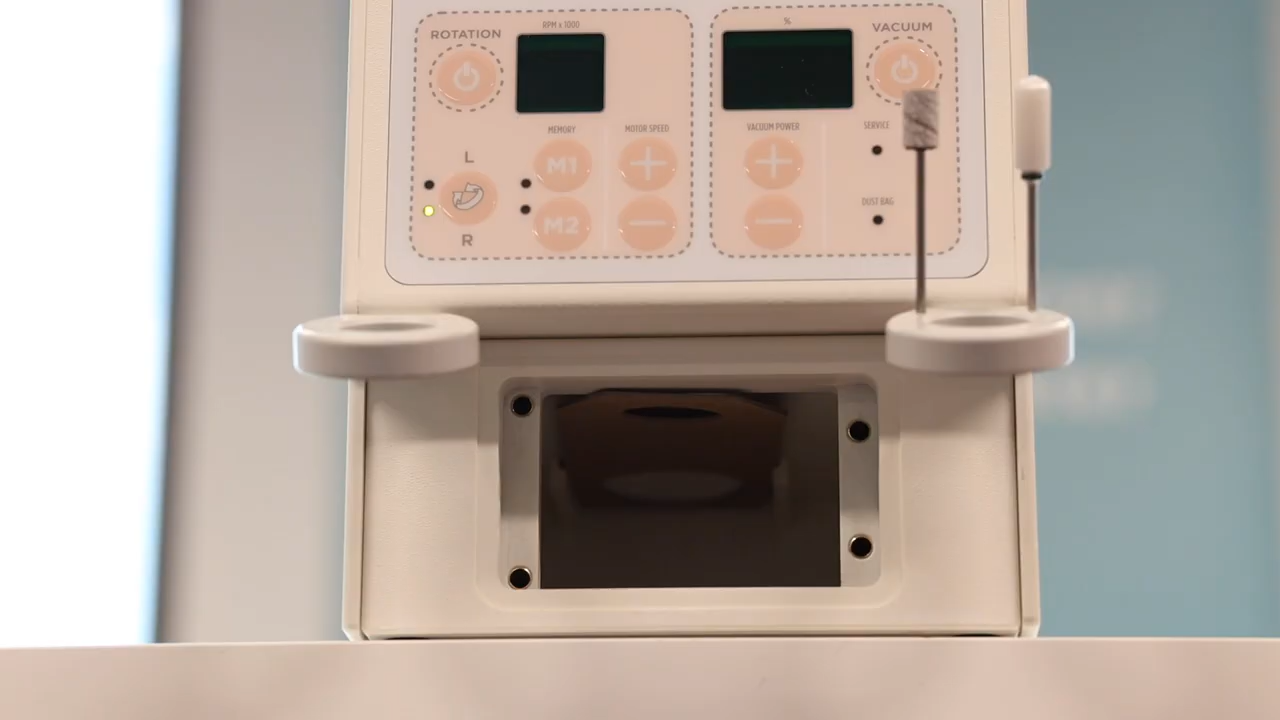 ROTATION
RPM x 1000
L
R
MEMORY
M1
M2
MOTOR SPEED
%
VACUUM
VACUUM POWER
SERVICE
DUST BAG